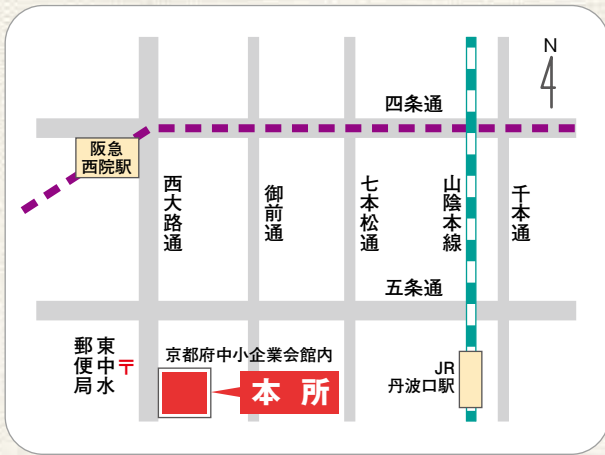 N
四条通
阪急
西院駅
西大路通
御前通
七本松通
山陰本線
千本通
五条通
東中水
郵便局
〒
京都府中小企業会館内
本所
JR
丹波口駅